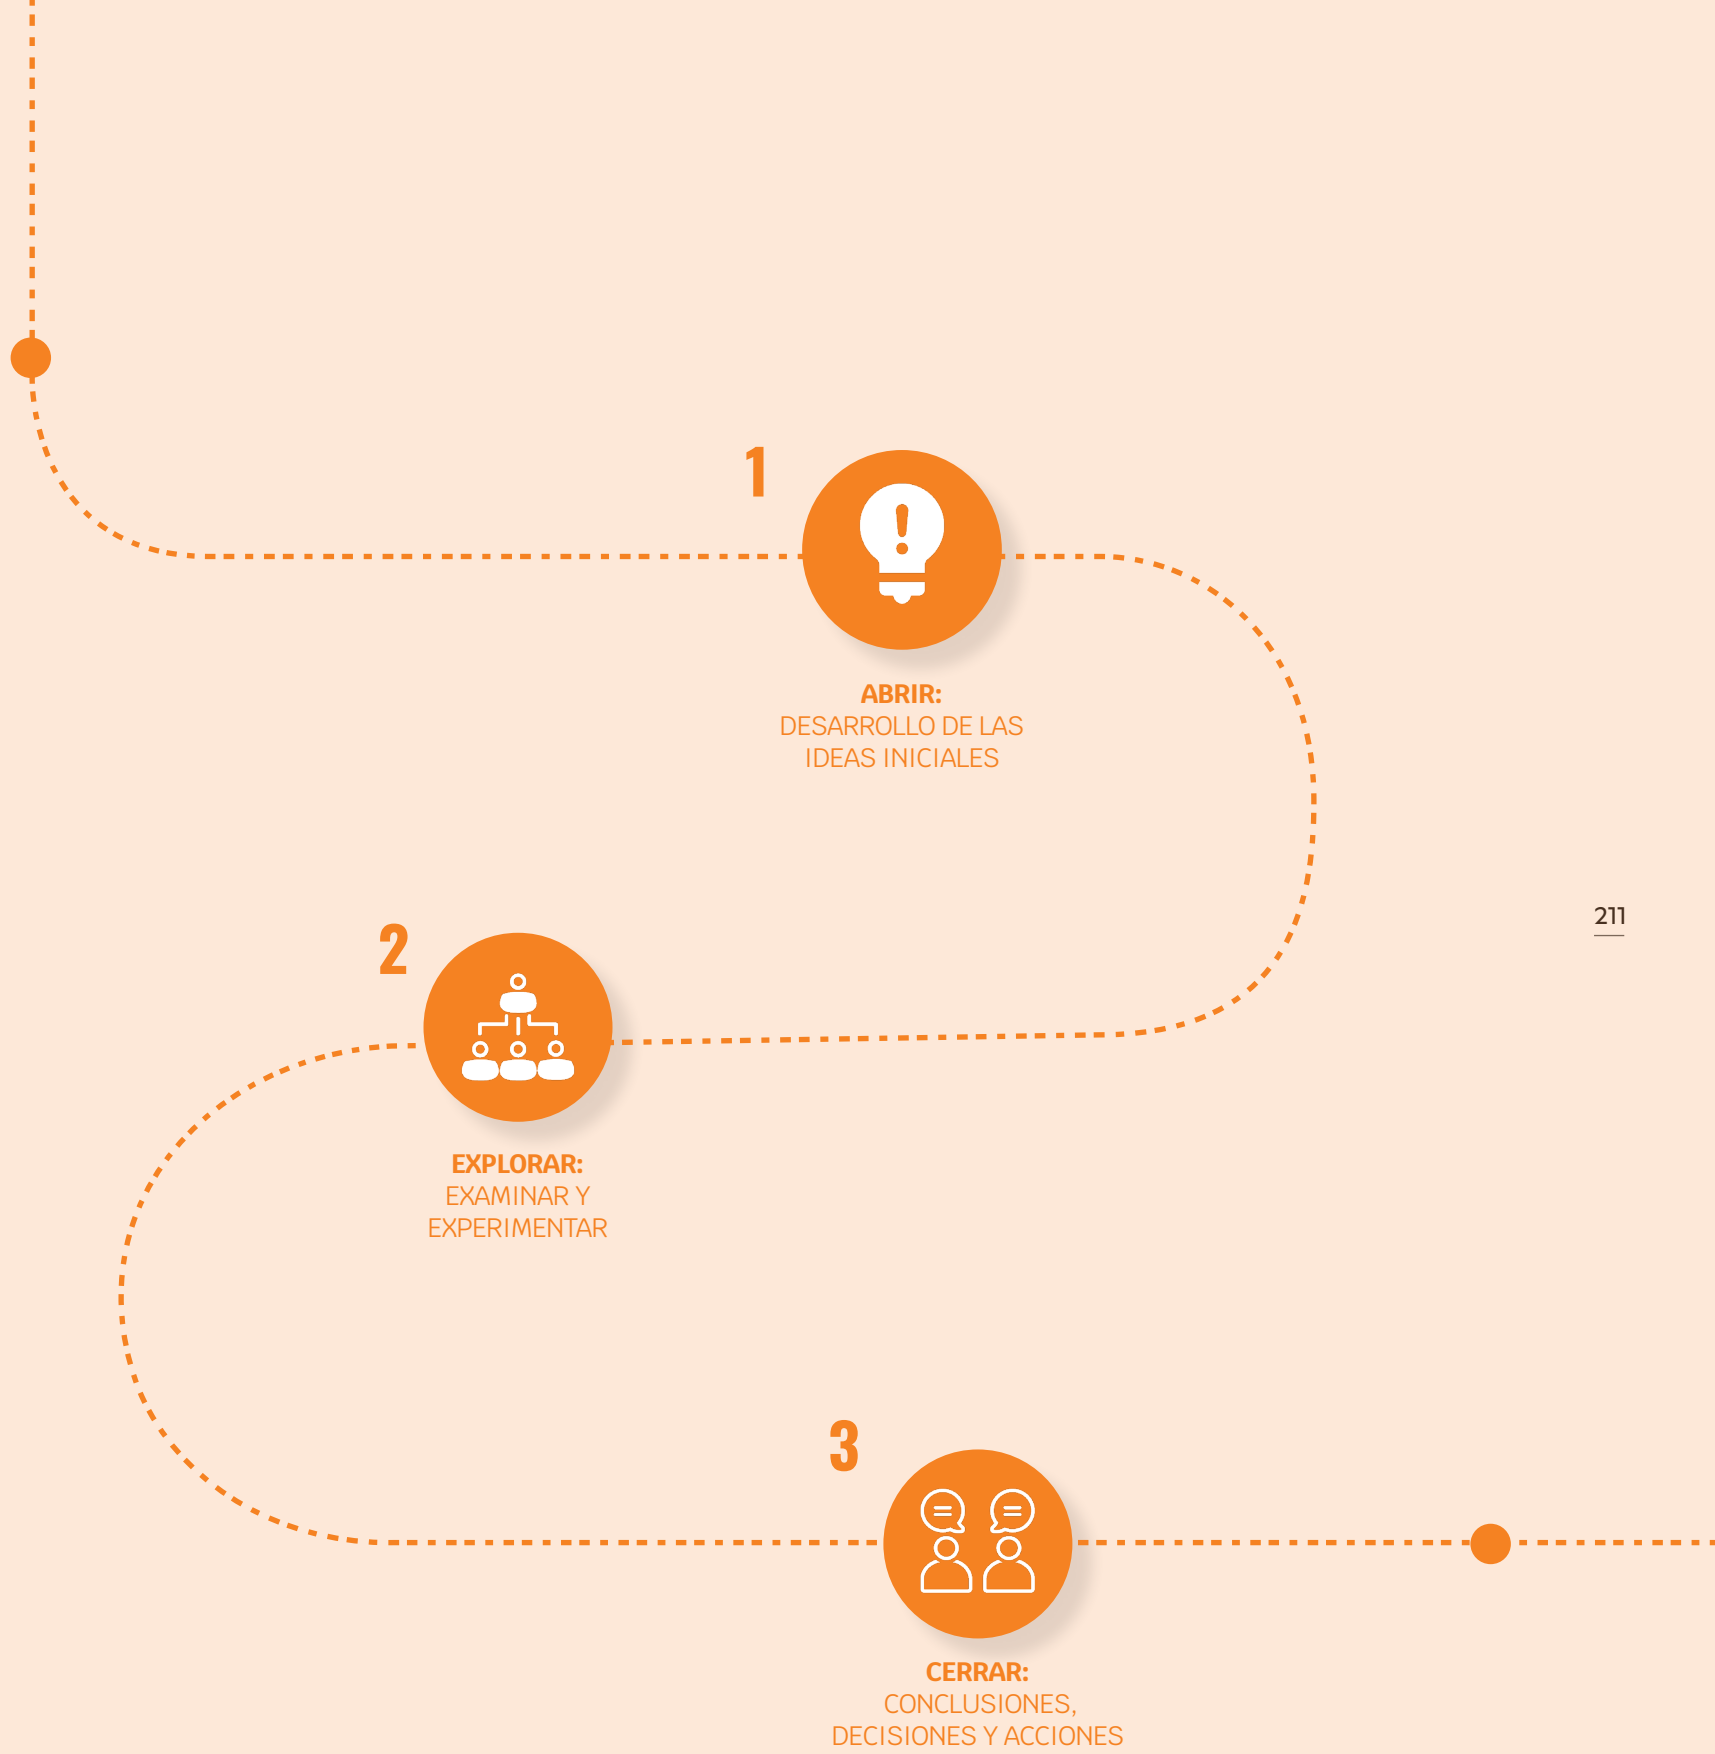 1
ABRIR:
DESARROLLO DE LAS
IDEAS INICIALES
211
2
EXPLORAR:
EXAMINAR Y
EXPERIMENTAR
3
CERRAR:
CONCLUSIONES,
DECISIONES Y ACCIONES